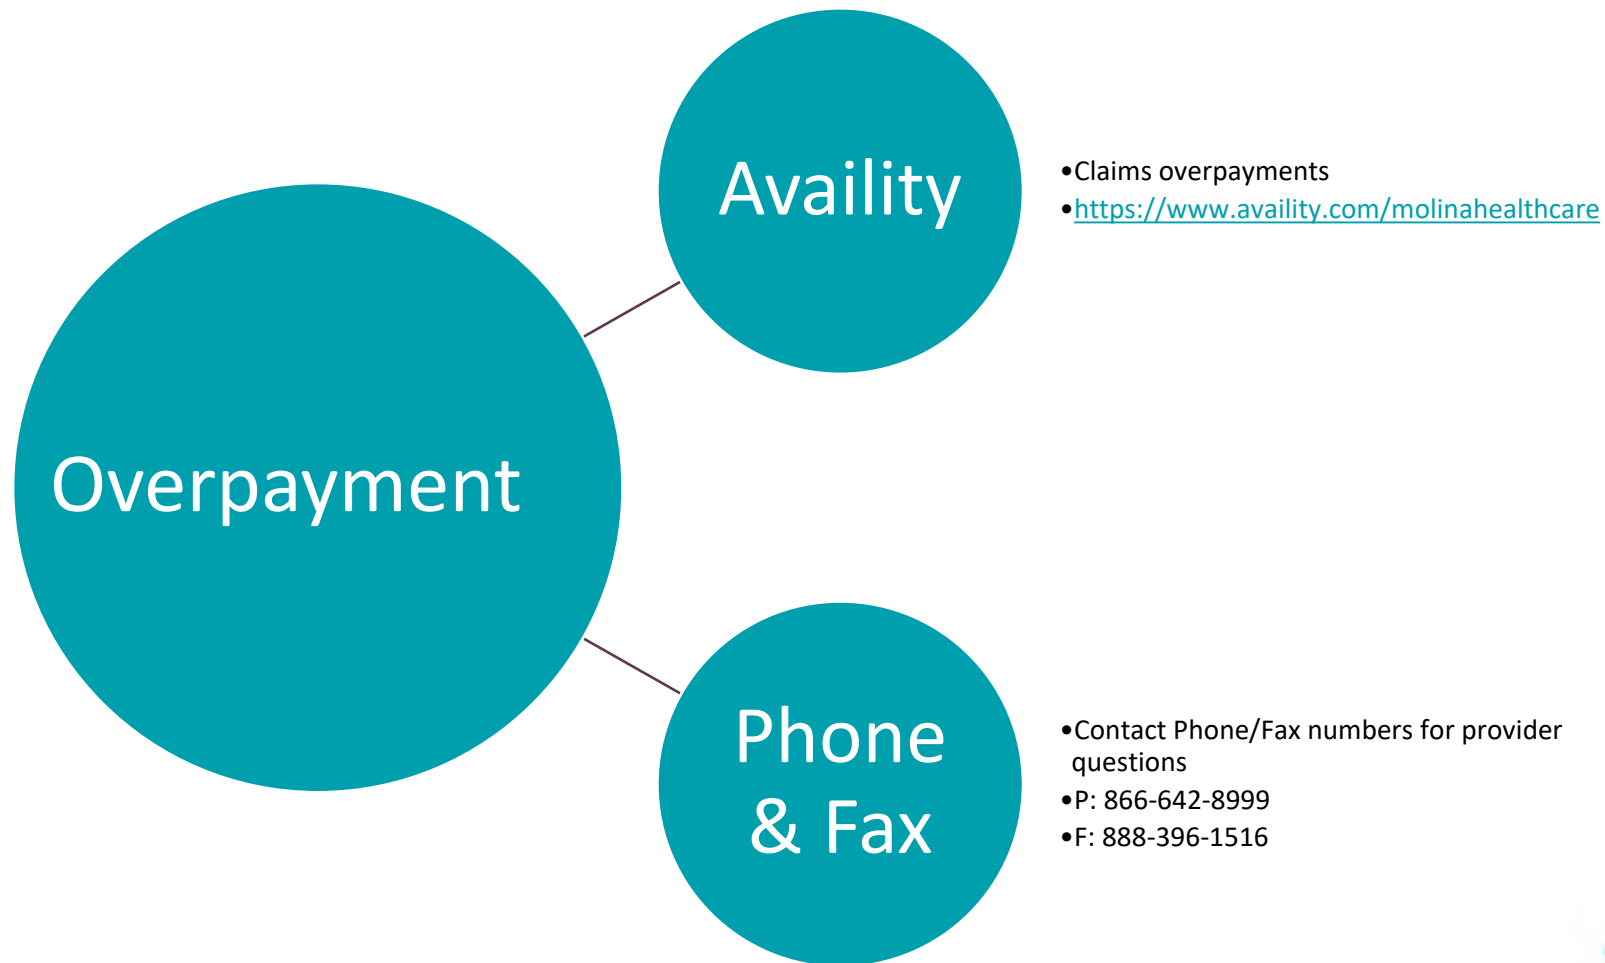 Overpayment
Availity
•Claims overpayments
•https://www.availity.com/molinahealthcare
Phone
& Fax
•Contact Phone/Fax numbers for provider
questions
•P: 866-642-8999
•F: 888-396-1516